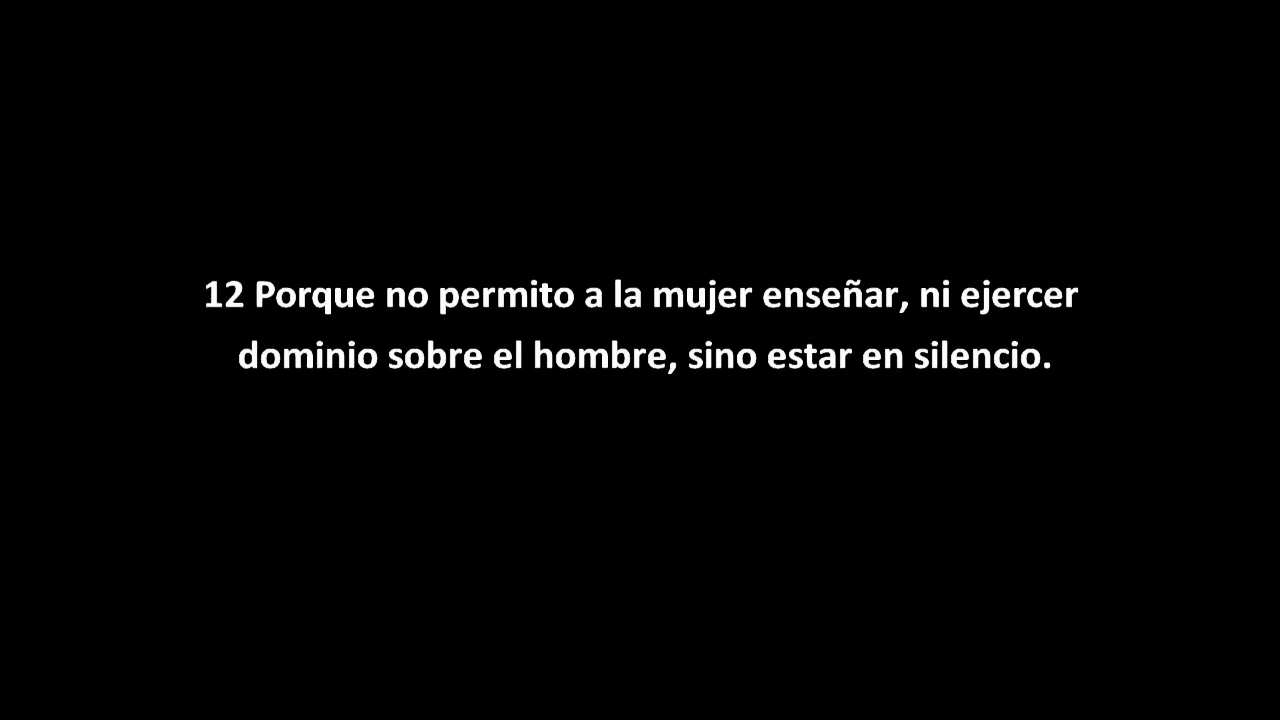 12 Porque no permito a la mujer enseñar, ni ejercer
dominio sobre el hombre, sino estar en silencio.